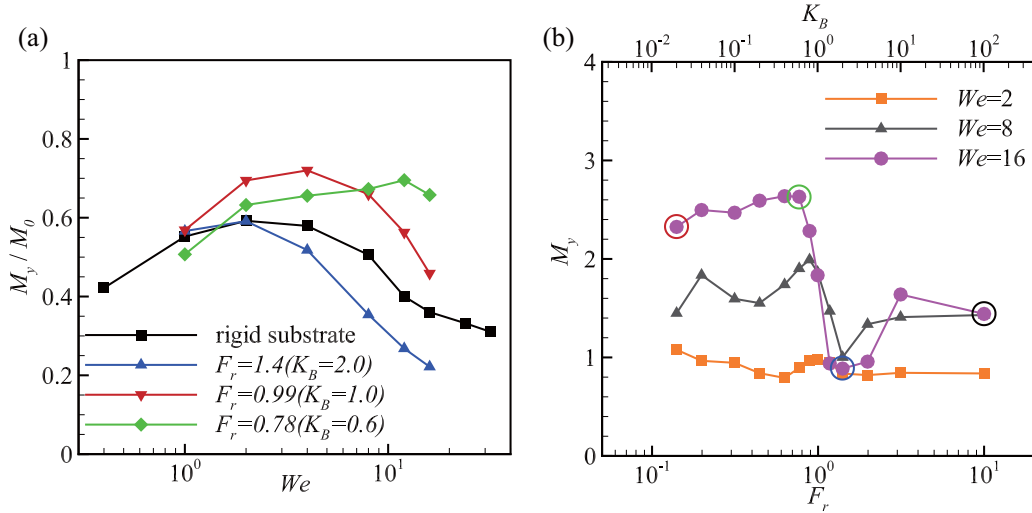 (a)
1
0.8
0.6
0.4
0.2
0
M_y / M_0
10^0
10^1
We
rigid substrate
F_r=1.4(K_B=2.0)
F_r=0.99(K_B=1.0)
F_r=0.78(K_B=0.6)
(b)
K_B
10^-2
10^-1
10^0
10^1
10^2
4
3
2
1
0
M_y
We=2
We=8
We=16
10^-1
10^0
10^1
F_r